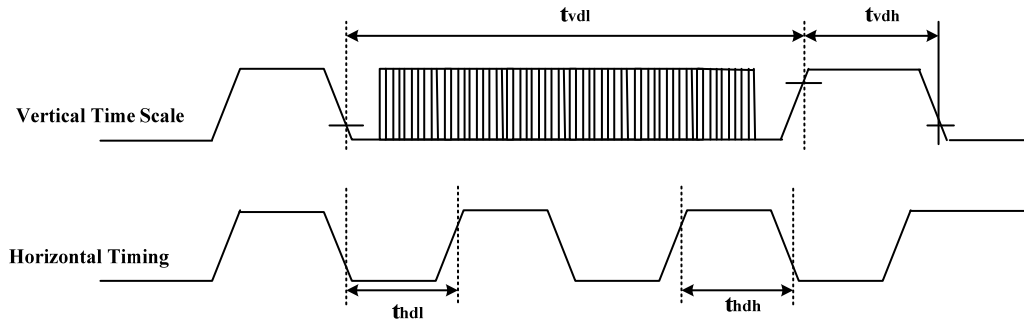 tvdl
tvdh
Vertical Time Scale
Horizontal Timing
thdl
thdh